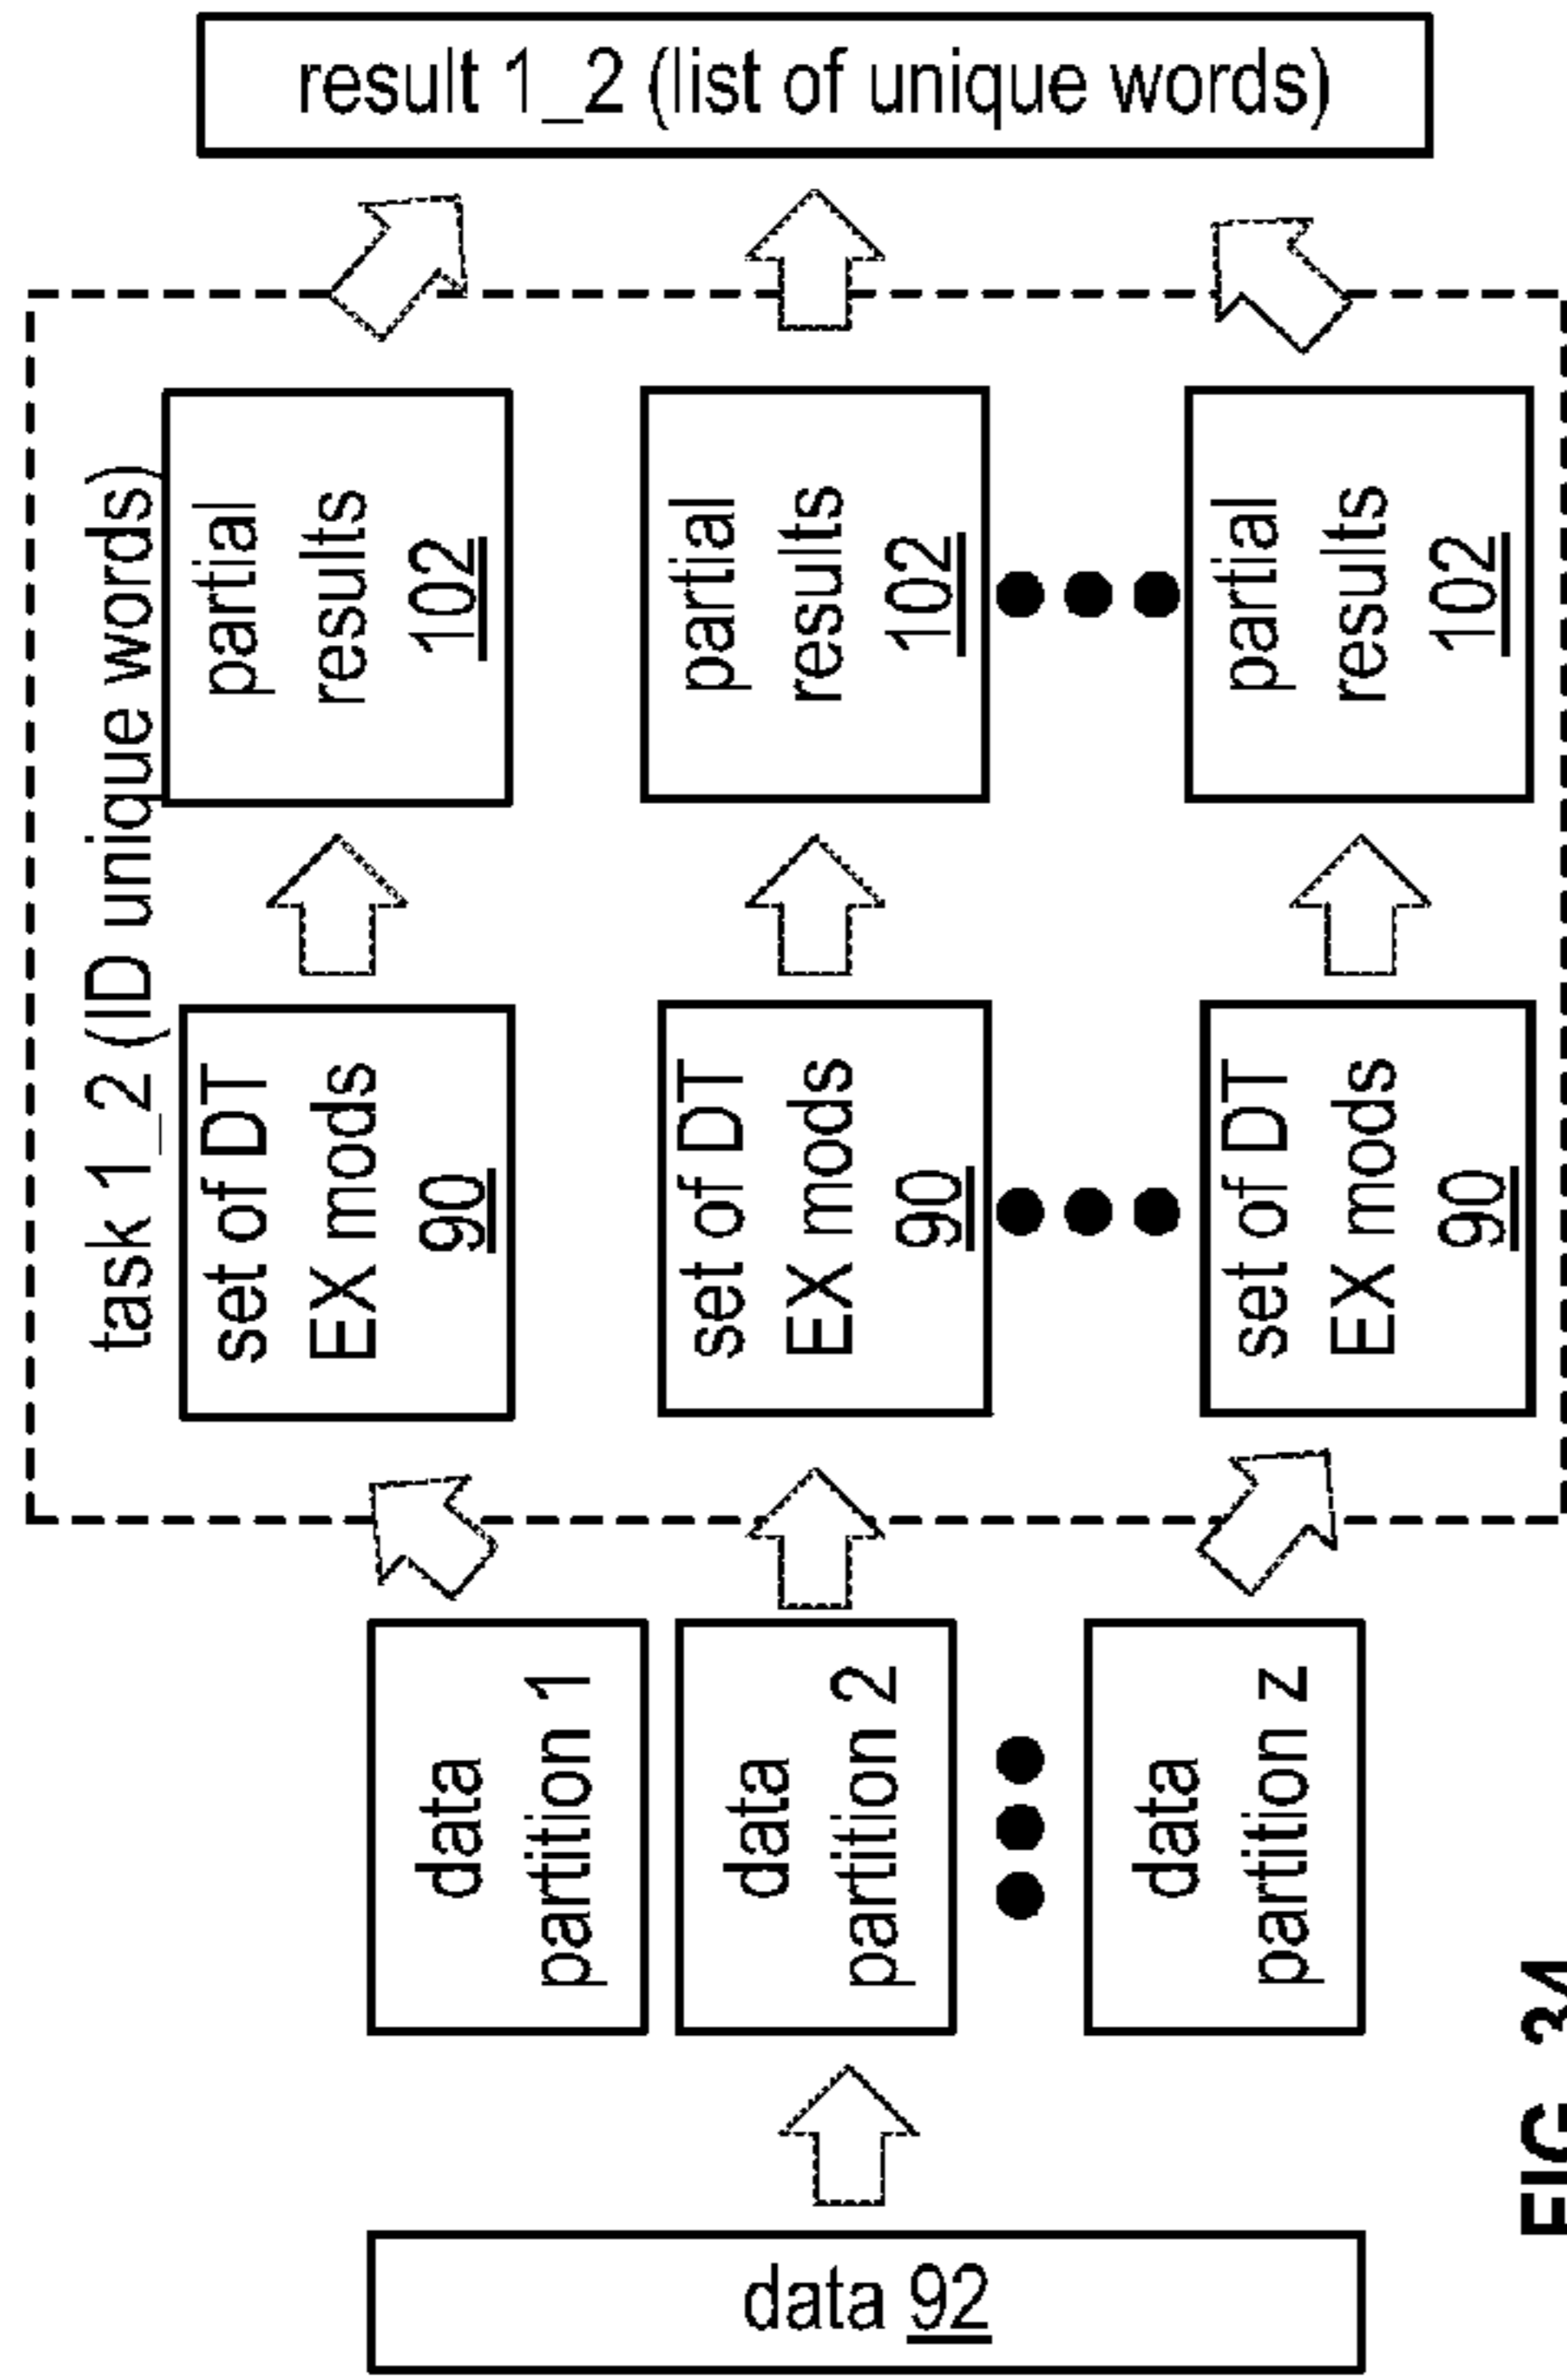 result 1_2 (list of unique words)
task 1_2 (ID unique words)
partial
results
102
partial
results
102
partial
results
102
set of DT
EX mods
90
set of DT
EX mods
90
set of DT
EX mods
90
data
partition 1
data
partition 2
data
partition z
data 92
FIG. 34